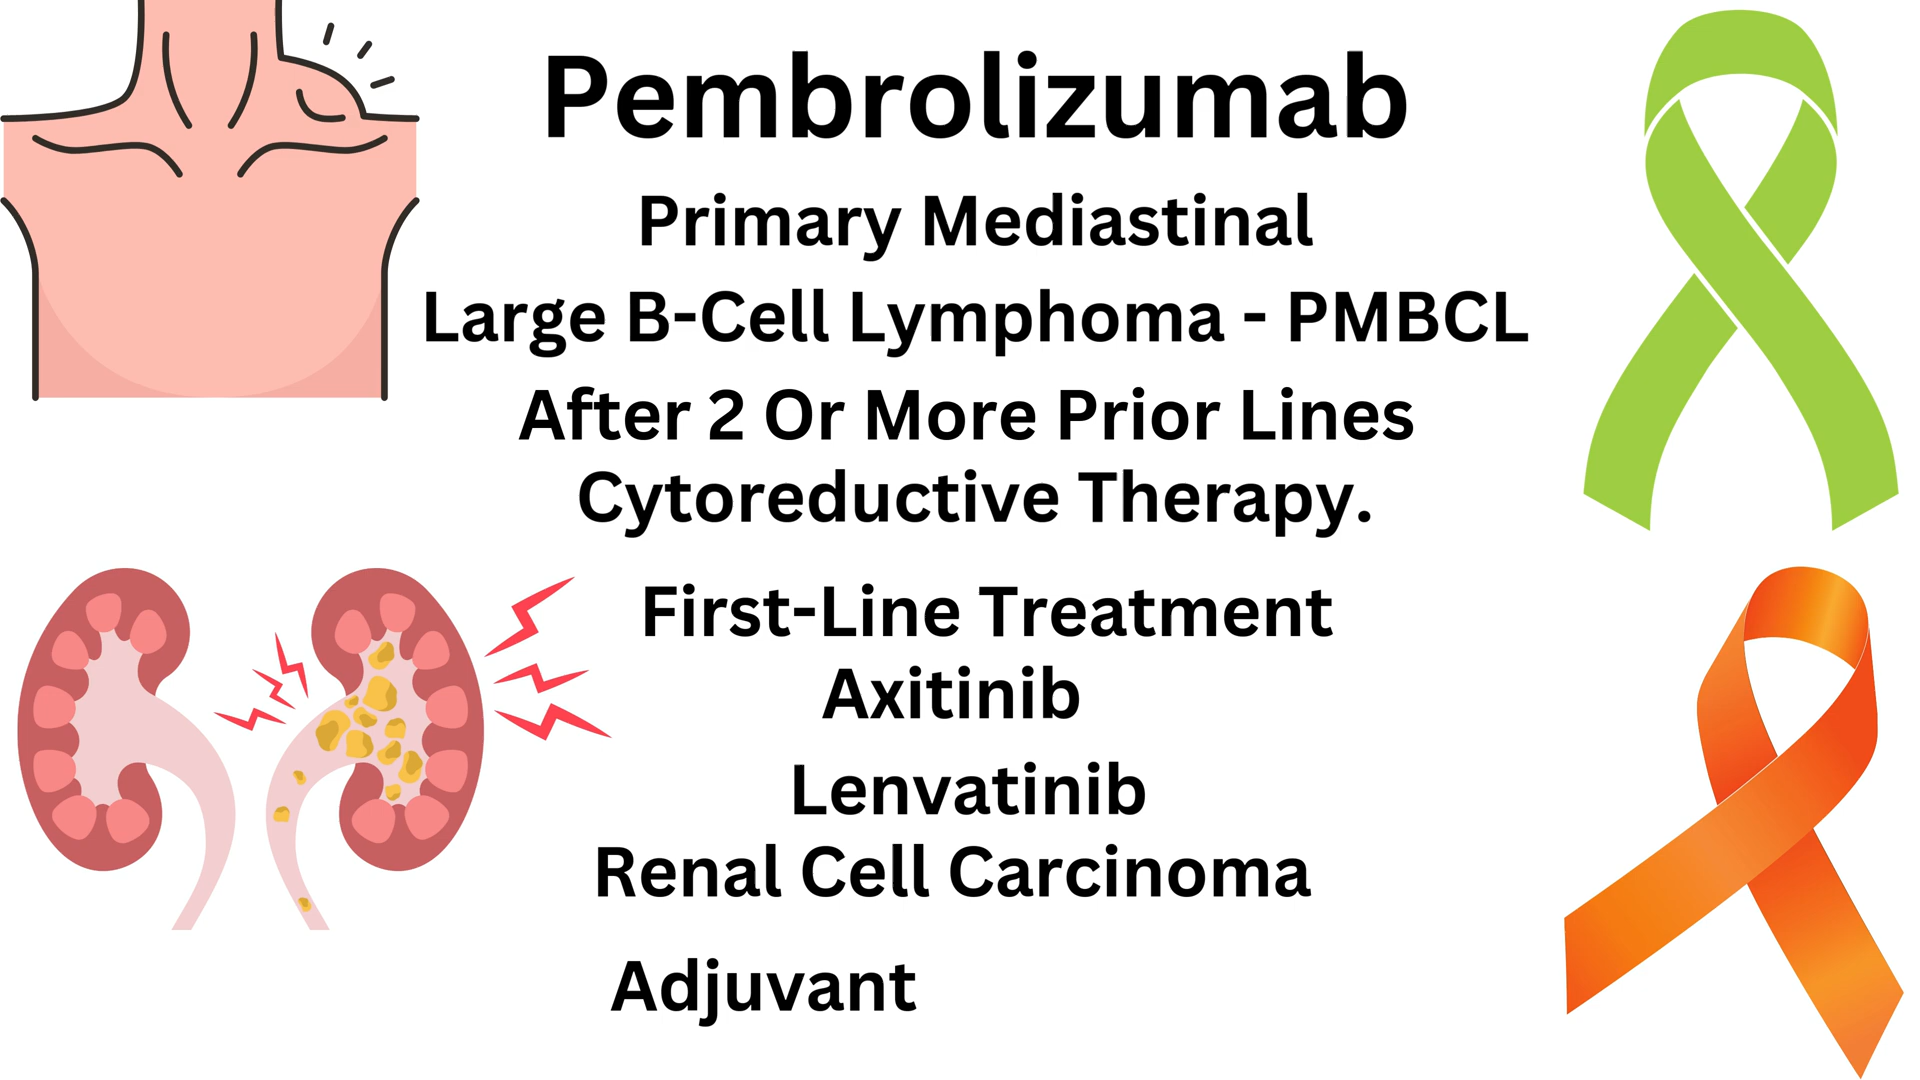 Pembrolizumab
Primary Mediastinal
Large B-Cell Lymphoma - PMBCL
After 2 Or More Prior Lines
Cytoreductive Therapy.
First-Line Treatment
Axitinib
Lenvatinib
Renal Cell Carcinoma
Adjuvant